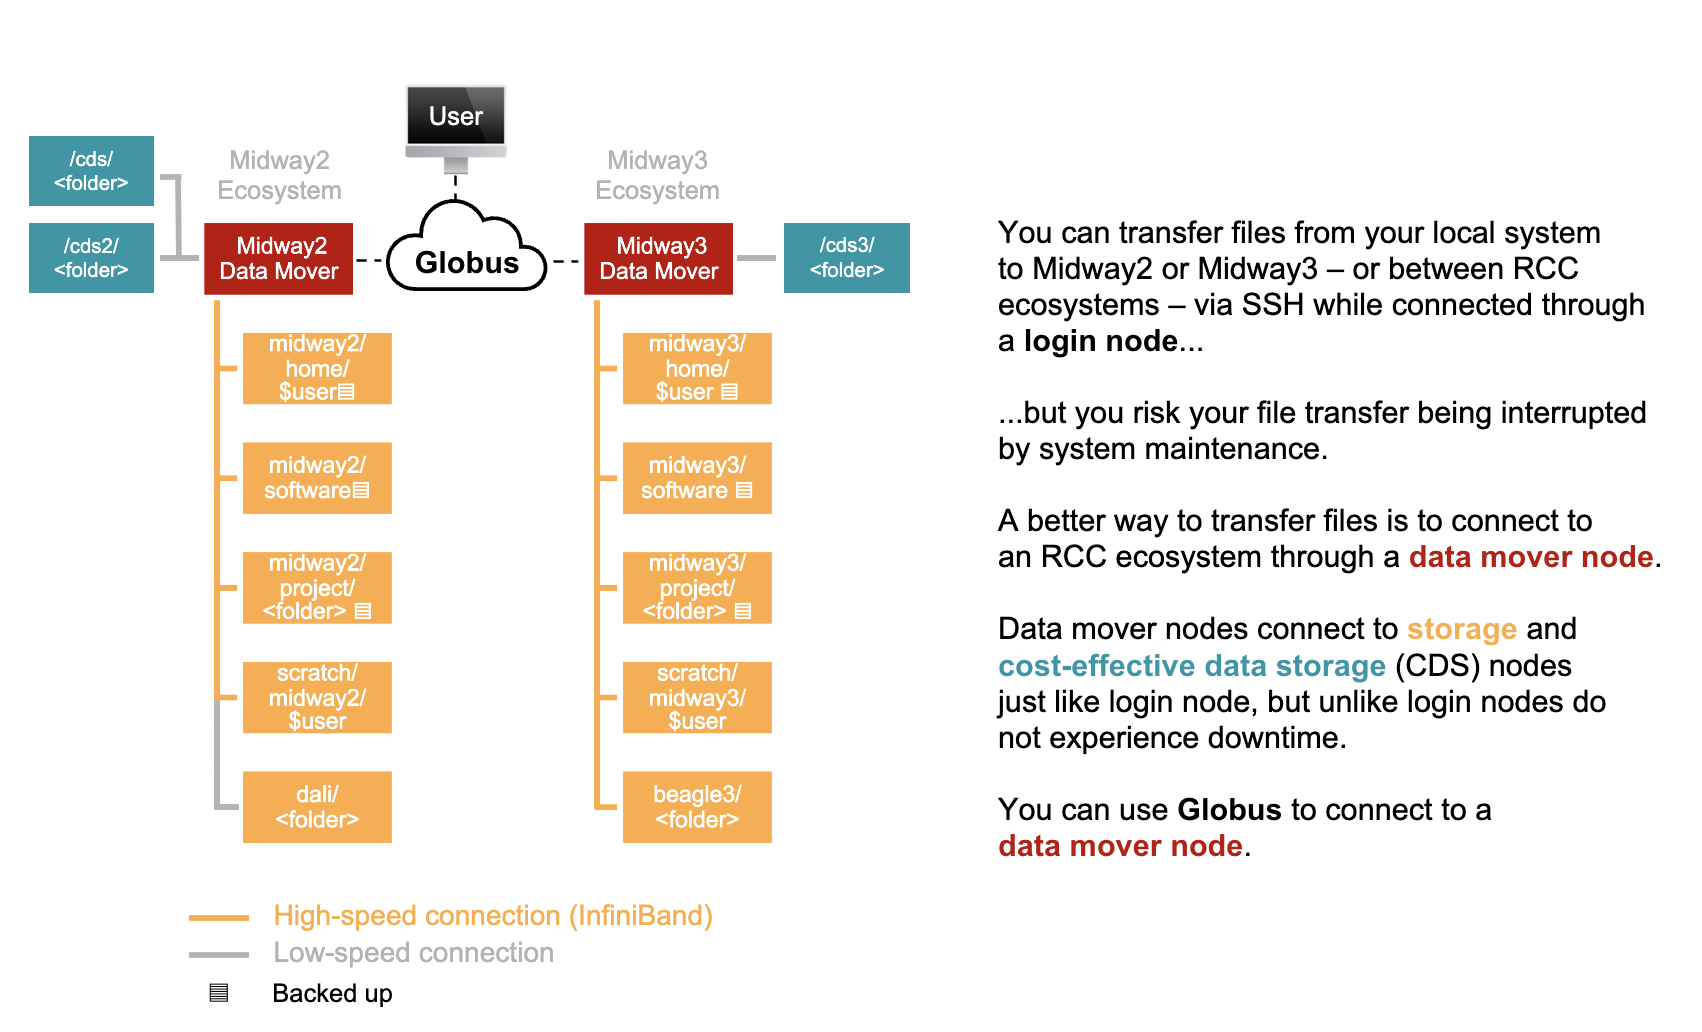 User
/cds/
<folder>
Midway2
Ecosystem
Midway3
Ecosystem
/cds2/
<folder>
Midway2
Data Mover
Globus
Midway3
Data Mover
/cds3/
<folder>
midway2/
home/
$user
midway2/
software
midway2/
project/
<folder>
scratch/
midway2/
$user
dali/
<folder>
midway3/
home/
$user
midway3/
software
midway3/
project/
<folder>
scratch/
midway3/
$user
beagle3/
<folder>
High-speed connection (InfiniBand)
Low-speed connection
Backed up
You can transfer files from your local system
to Midway2 or Midway3 – or between RCC
ecosystems – via SSH while connected through
a login node...
...but you risk your file transfer being interrupted
by system maintenance.
A better way to transfer files is to connect to
an RCC ecosystem through a data mover node.
Data mover nodes connect to storage and
cost-effective data storage (CDS) nodes
just like login node, but unlike login nodes do
not experience downtime.
You can use Globus to connect to a
data mover node.